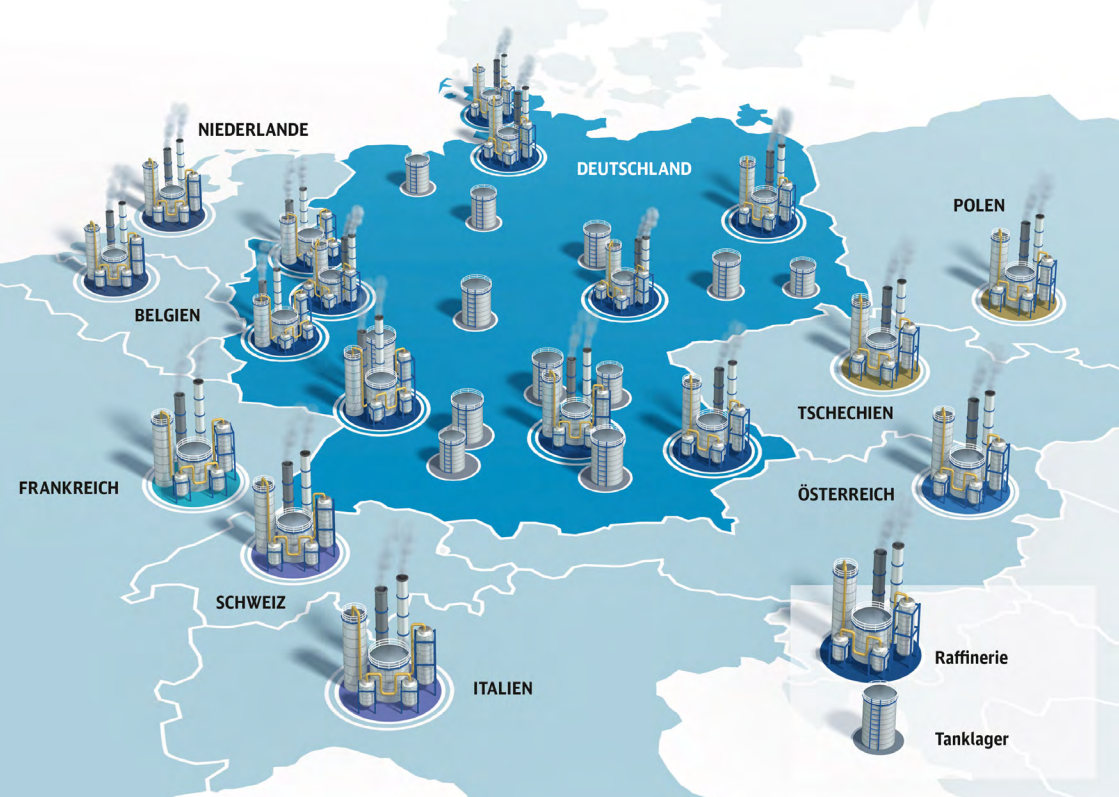 NIEDERLANDE
DEUTSCHLAND
POLEN
BELGIEN
TSCHECHIEN
FRANKREICH
ÖSTERREICH
SCHWEIZ
ITALIEN
Raffinerie
Tanklager